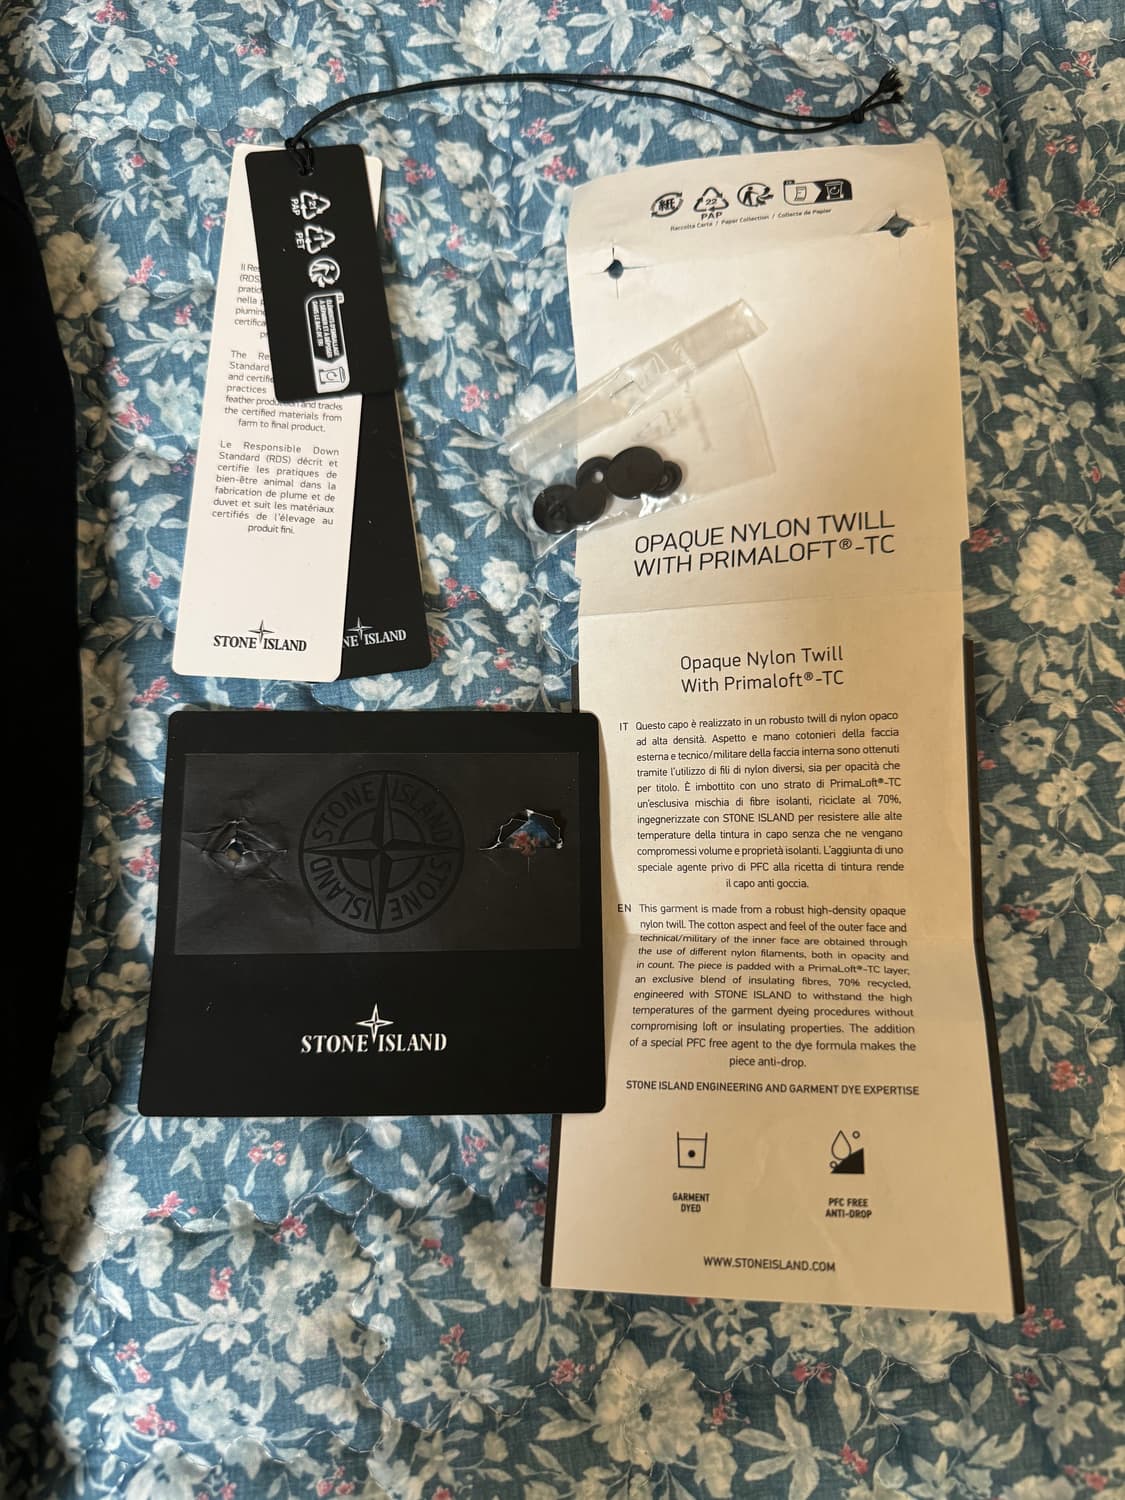 21
PAP
1
PET
Il Re
(RDS
pratic
nella p
piumin
certifica
p
The Re
Standard
and certifie
practices
feather produ and tracks
the certified materials from
farm to final product.
Le Responsible Down
Standard (RDS) décrit et
certifie les pratiques de
bien-être animal dans la
fabrication de plume et de
duvet et suit les matériaux
certifiés de l'élevage au
produit fini.
STONE ISLAND
NE ISLAND
STONE ISLAND STONE ISLAND
STONE ISLAND
紙
22
PAP
Raccolta Carta / Paper Collection / Collecte de Papier
OPAQUE NYLON TWILL
WITH PRIMALOFT®-TC
Opaque Nylon Twill
With Primaloft®-TC
IT Questo capo è realizzato in un robusto twill di nylon opaco
ad alta densità. Aspetto e mano cotonieri della faccia
esterna e tecnico/militare della faccia interna sono ottenuti
tramite l'utilizzo di fili di nylon diversi, sia per opacità che
per titolo. È imbottito con uno strato di PrimaLoft®-TC
un'esclusiva mischia di fibre isolanti, riciclate al 70%,
ingegnerizzate con STONE ISLAND per resistere alle alte
temperature della tintura in capo senza che ne vengano
compromessi volume e proprietà isolanti. L'aggiunta di uno
speciale agente privo di PFC alla ricetta di tintura rende
il capo anti goccia.
EN This garment is made from a robust high-density opaque
nylon twill. The cotton aspect and feel of the outer face and
technical/military of the inner face are obtained through
the use of different nylon filaments, both in opacity and
in count. The piece is padded with a PrimaLoft®-TC layer,
an exclusive blend of insulating fibres, 70% recycled,
engineered with STONE ISLAND to withstand the high
temperatures of the garment dyeing procedures without
compromising loft or insulating properties. The addition
of a special PFC free agent to the dye formula makes the
piece anti-drop.
STONE ISLAND ENGINEERING AND GARMENT DYE EXPERTISE
GARMENT
DYED
PFC FREE
ANTI-DROP
WWW.STONEISLAND.COM